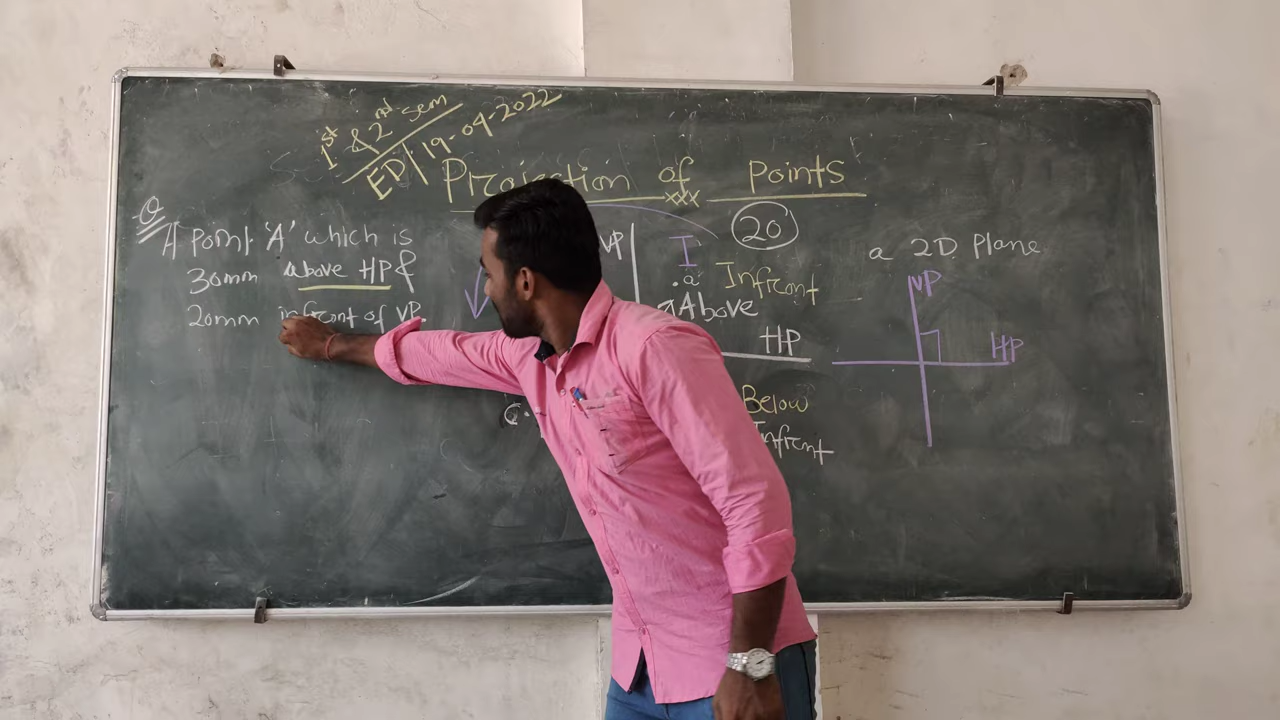 1st & 2nd sem
ED 19-04-2022
Projection of Points
Q
A point 'A' which is
30mm above HP &
20mm infront of VP.
VP
I
20
.a' Infront
Above
HP
Below
Infront
c.
a 2D Plane
VP
HP